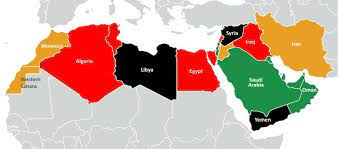 Morocco
Western
Sahara
Algeria
Libya
Egypt
Syria
Iraq
Iran
Saudi
Arabia
Oman
Yemen